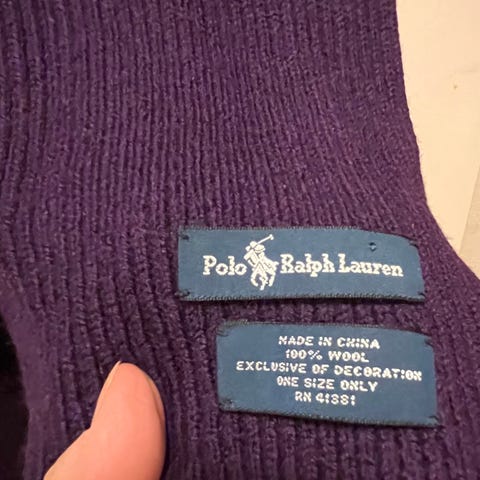 Polo Ralph Lauren
MADE IN CHINA
100% WOOL
EXCLUSIVE OF DECORATION
ONE SIZE ONLY
RN 41381